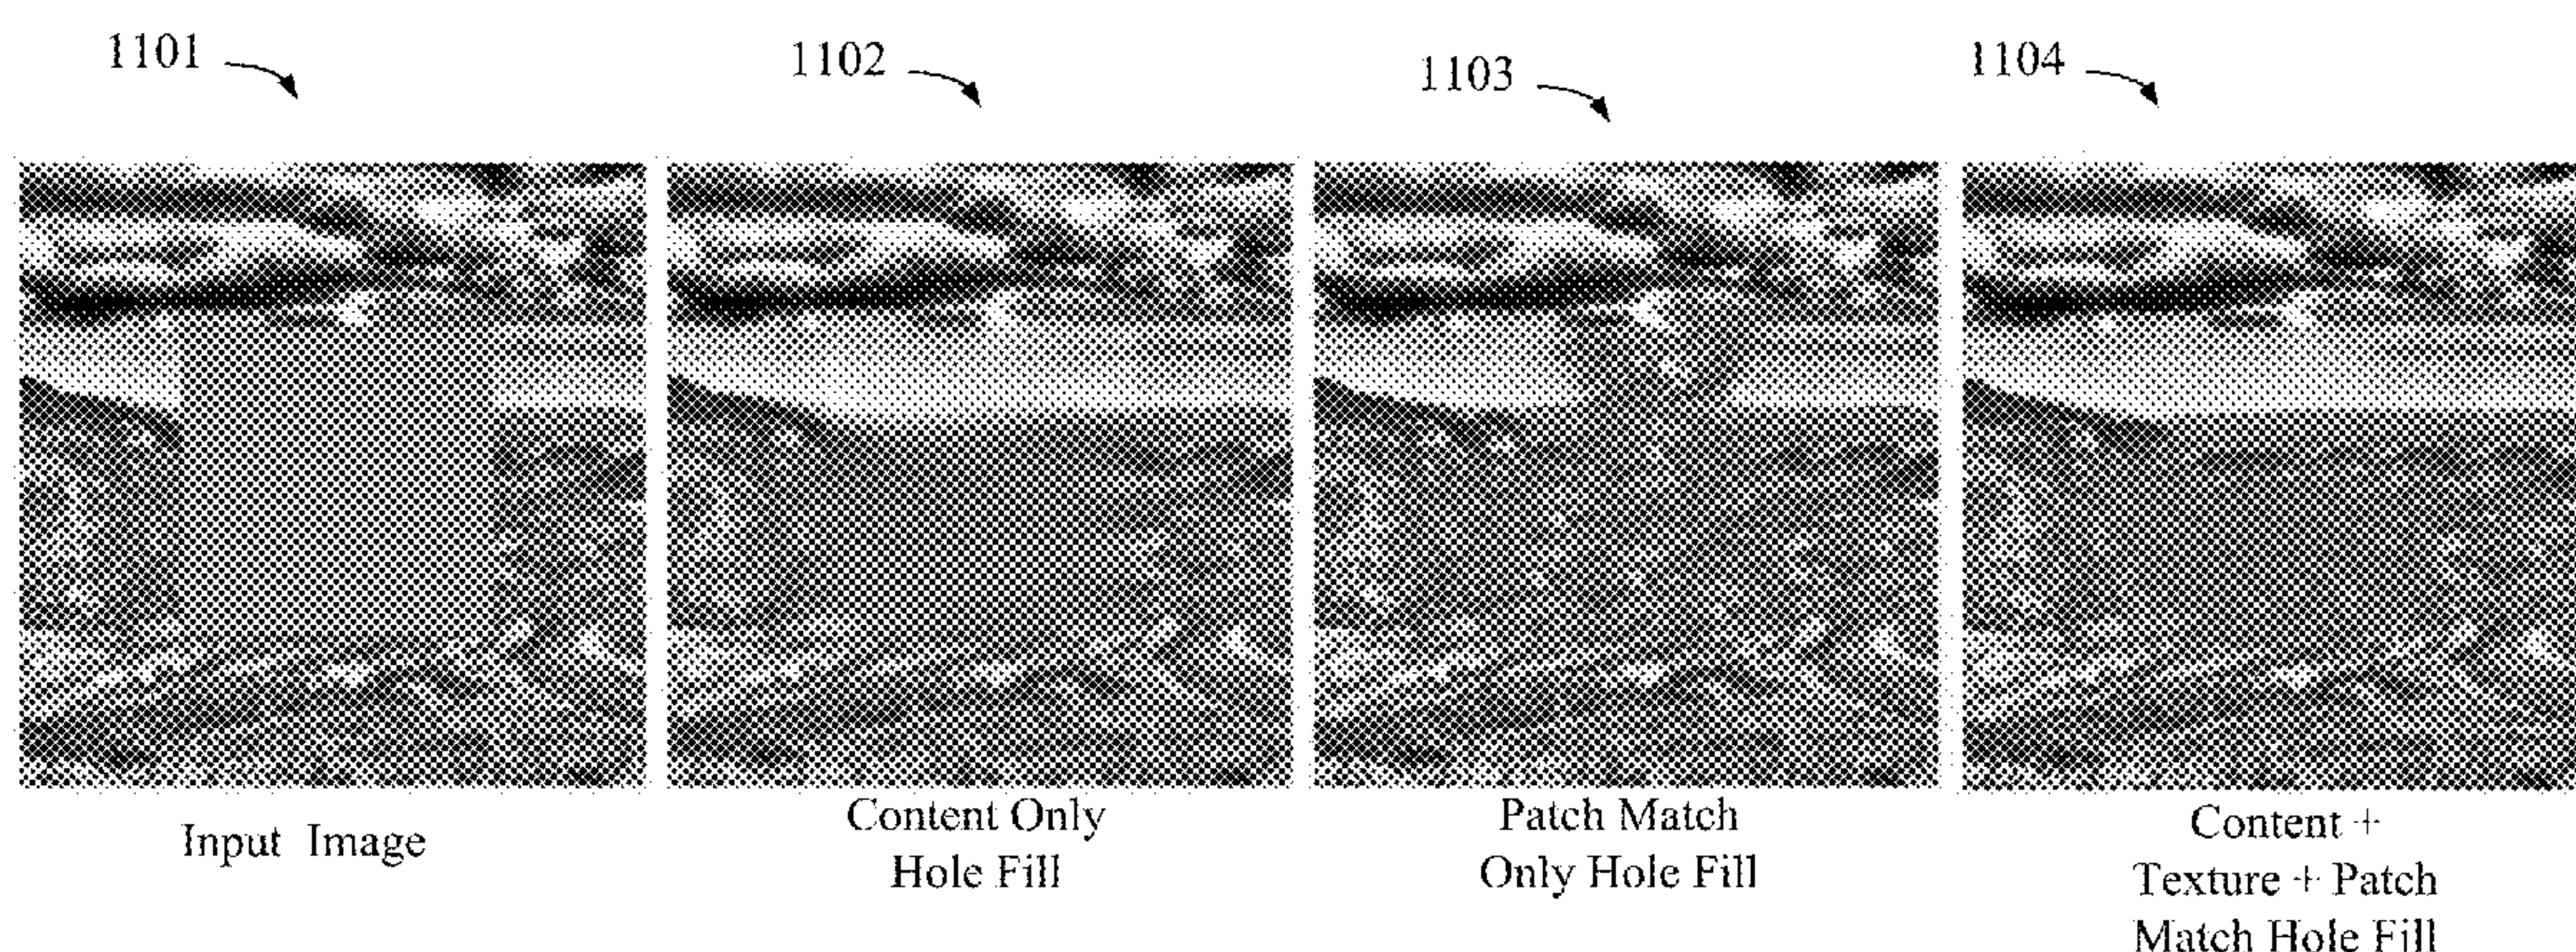 1101
1102
1103
1104
Input Image
Content Only
Hole Fill
Patch Match
Only Hole Fill
Content +
Texture + Patch
Match Hole Fill